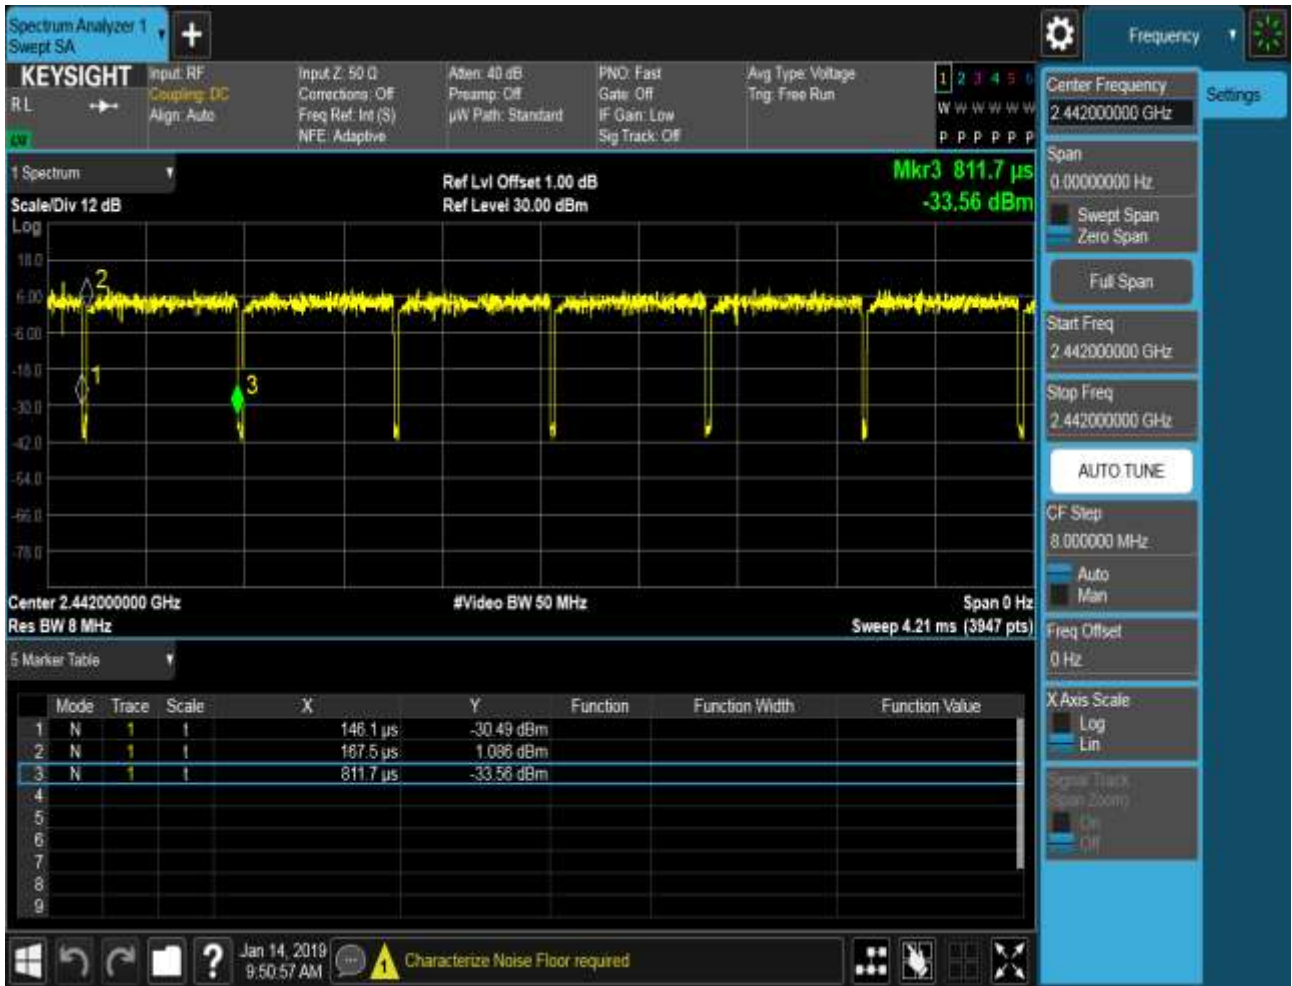 Spectrum Analyzer 1
Swept SA
Frequency
KEYSIGHT
RL
Input: RF
Coupling: DC
Align: Auto
Input Z: 50 Ω
Corrections: Off
Freq Ref: Int (S)
NFE: Adaptive
Atten: 40 dB
Preamp: Off
µW Path: Standard
PNO: Fast
Gate: Off
IF Gain: Low
Sig Track: Off
Avg Type: Voltage
Trig: Free Run
1 2 3 4 5 6
W W W W W W
P P P P P P
1 Spectrum
Scale/Div 12 dB
Ref Lvl Offset 1.00 dB
Ref Level 30.00 dBm
Mkr3 811.7 µs
-33.56 dBm
Log
18.0
6.00
-6.00
-18.0
-30.0
-42.0
-54.0
-66.0
-78.0
2
1
3
Center 2.442000000 GHz
Res BW 8 MHz
#Video BW 50 MHz
Span 0 Hz
Sweep 4.21 ms (3947 pts)
5 Marker Table
Mode Trace Scale X Y Function Function Width Function Value
1 N 1 t 146.1 µs -30.49 dBm
2 N 1 t 167.5 µs 1.086 dBm
3 N 1 t 811.7 µs -33.56 dBm
4
5
6
7
8
9
Jan 14, 2019
9:50:57 AM
1
Characterize Noise Floor required
Settings
Center Frequency
2.442000000 GHz
Span
0.00000000 Hz
Swept Span
Zero Span
Full Span
Start Freq
2.442000000 GHz
Stop Freq
2.442000000 GHz
AUTO TUNE
CF Step
8.000000 MHz
Auto
Man
Freq Offset
0 Hz
X Axis Scale
Log
Lin
Signal Track
(Span Zoom)
On
Off